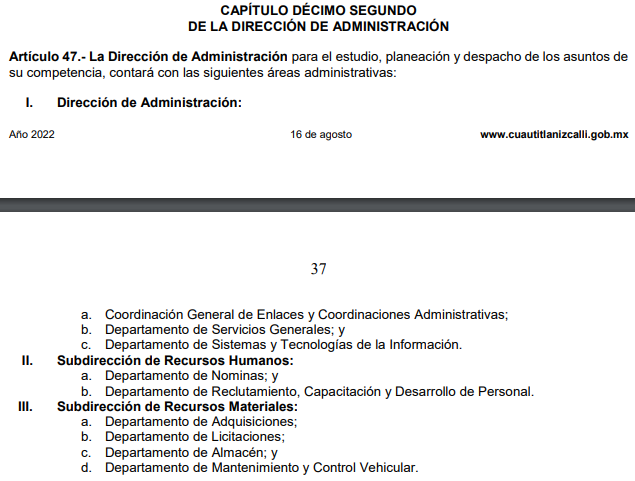 CAPÍTULO DÉCIMO SEGUNDO
DE LA DIRECCIÓN DE ADMINISTRACIÓN
Artículo 47.- La Dirección de Administración para el estudio, planeación y despacho de los asuntos de
su competencia, contará con las siguientes áreas administrativas:
I. Dirección de Administración:
Año 2022 16 de agosto www.cuautitlanizcalli.gob.mx
37
a. Coordinación General de Enlaces y Coordinaciones Administrativas;
b. Departamento de Servicios Generales; y
c. Departamento de Sistemas y Tecnologías de la Información.
II. Subdirección de Recursos Humanos:
a. Departamento de Nominas; y
b. Departamento de Reclutamiento, Capacitación y Desarrollo de Personal.
III. Subdirección de Recursos Materiales:
a. Departamento de Adquisiciones;
b. Departamento de Licitaciones;
c. Departamento de Almacén; y
d. Departamento de Mantenimiento y Control Vehicular.